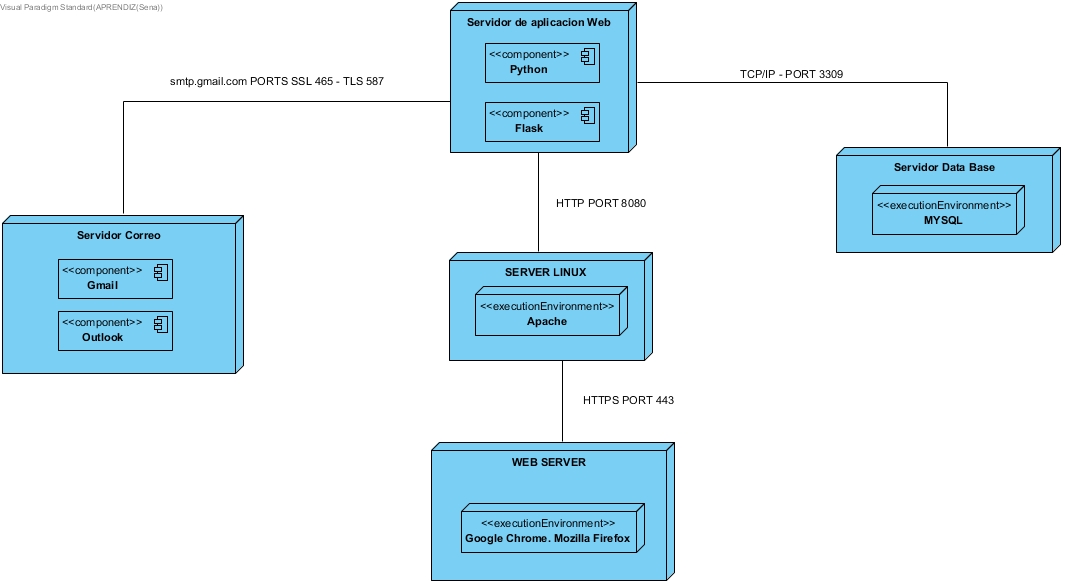 Visual Paradigm Standard(APRENDIZ(Sena))
Servidor de aplicacion Web
<<component>>
Python
<<component>>
Flask
smtp.gmail.com PORTS SSL 465 - TLS 587
TCP/IP - PORT 3309
Servidor Data Base
<<executionEnvironment>>
MYSQL
HTTP PORT 8080
Servidor Correo
<<component>>
Gmail
<<component>>
Outlook
SERVER LINUX
<<executionEnvironment>>
Apache
HTTPS PORT 443
WEB SERVER
<<executionEnvironment>>
Google Chrome. Mozilla Firefox